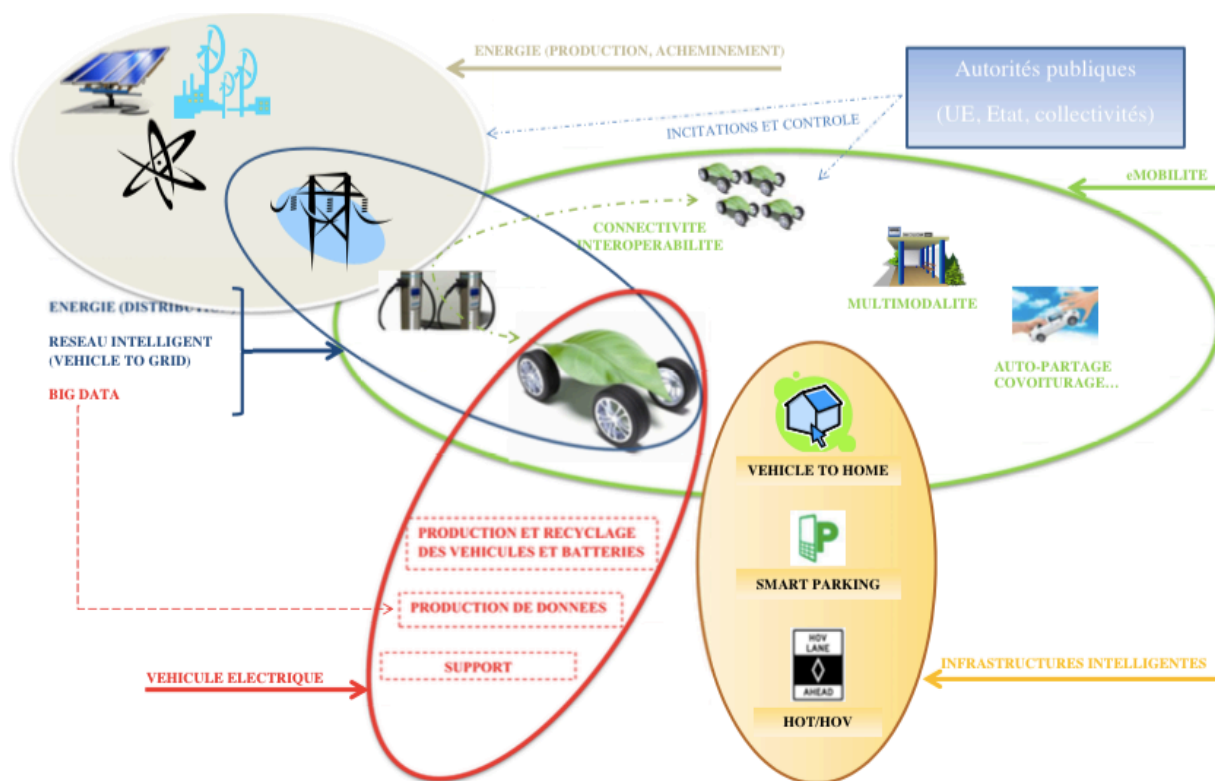 ENERGIE (PRODUCTION, ACHEMINEMENT)
Autorités publiques
(UE, Etat, collectivités)
INCITATIONS ET CONTROLE
eMOBILITE
CONNECTIVITE
INTEROPERABILITE
MULTIMODALITE
AUTO-PARTAGE
COVOITURAGE…
ENERGIE (DISTRIBUTION)
RESEAU INTELLIGENT
(VEHICLE TO GRID)
BIG DATA
VEHICLE TO HOME
PRODUCTION ET RECYCLAGE
DES VEHICULES ET BATTERIES
P
SMART PARKING
PRODUCTION DE DONNEES
HOV
LANE
AHEAD
SUPPORT
VEHICULE ELECTRIQUE
INFRASTRUCTURES INTELLIGENTES
HOT/HOV